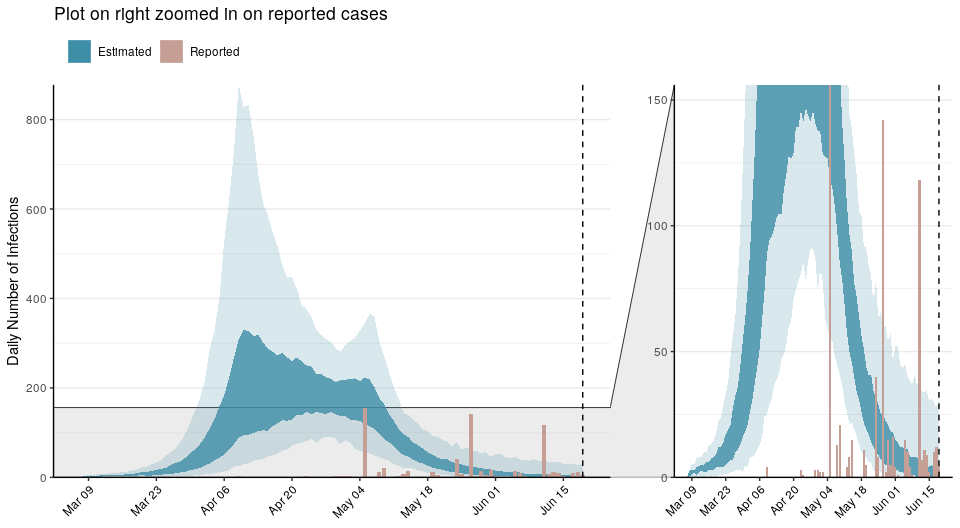 Plot on right zoomed in on reported cases
Estimated Reported
Daily Number of Infections
800
600
400
200
0
Mar 09 Mar 23 Apr 06 Apr 20 May 04 May 18 Jun 01 Jun 15
150
100
50
0
Mar 09 Mar 23 Apr 06 Apr 20 May 04 May 18 Jun 01 Jun 15